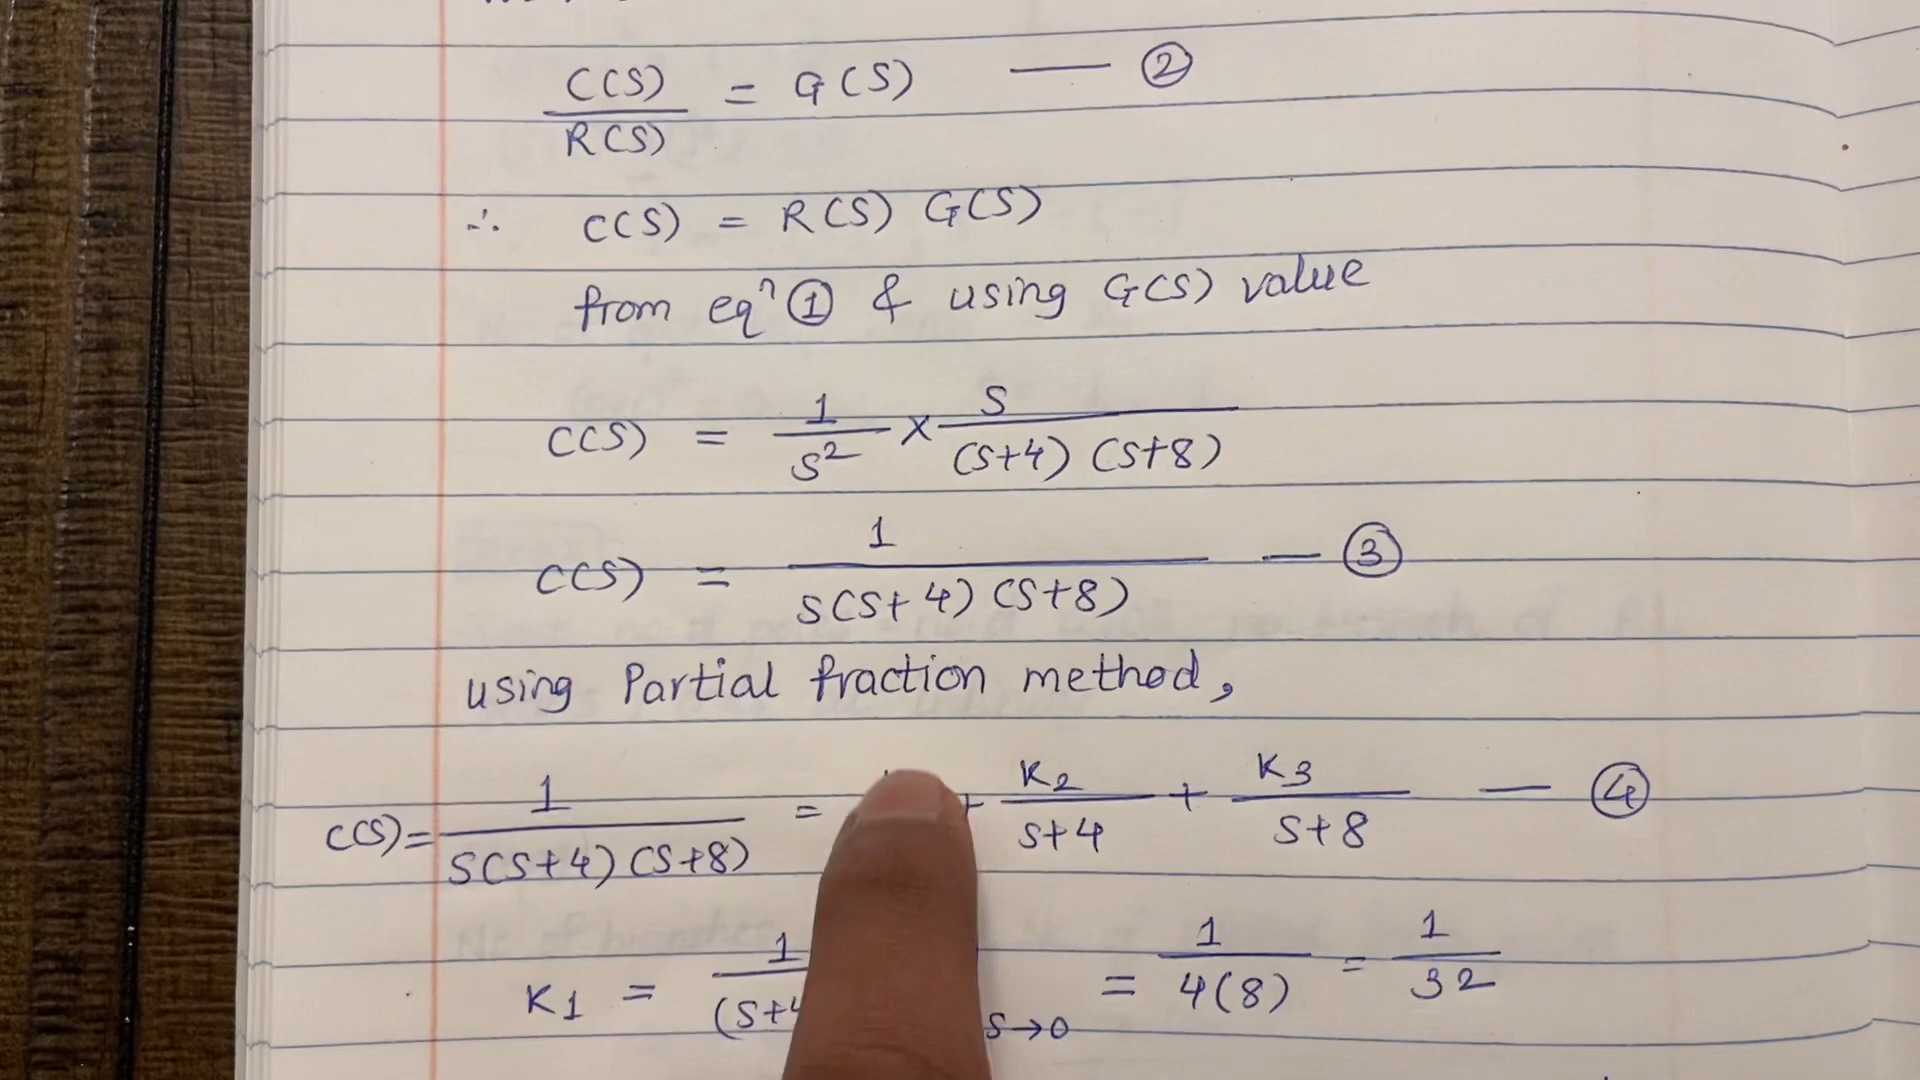 C(S)/R(S) = G(S) — ②
∴ C(S) = R(S) G(S)
from eqⁿ ① & using G(S) value
C(S) = 1/S² × S/(S+4)(S+8)
C(S) = 1/S(S+4)(S+8) — ③
using Partial fraction method,
C(S) = 1/S(S+4)(S+8) = + K2/S+4 + K3/S+8 — ④
K1 = 1/(S+4 S→0 = 1/4(8) = 1/32